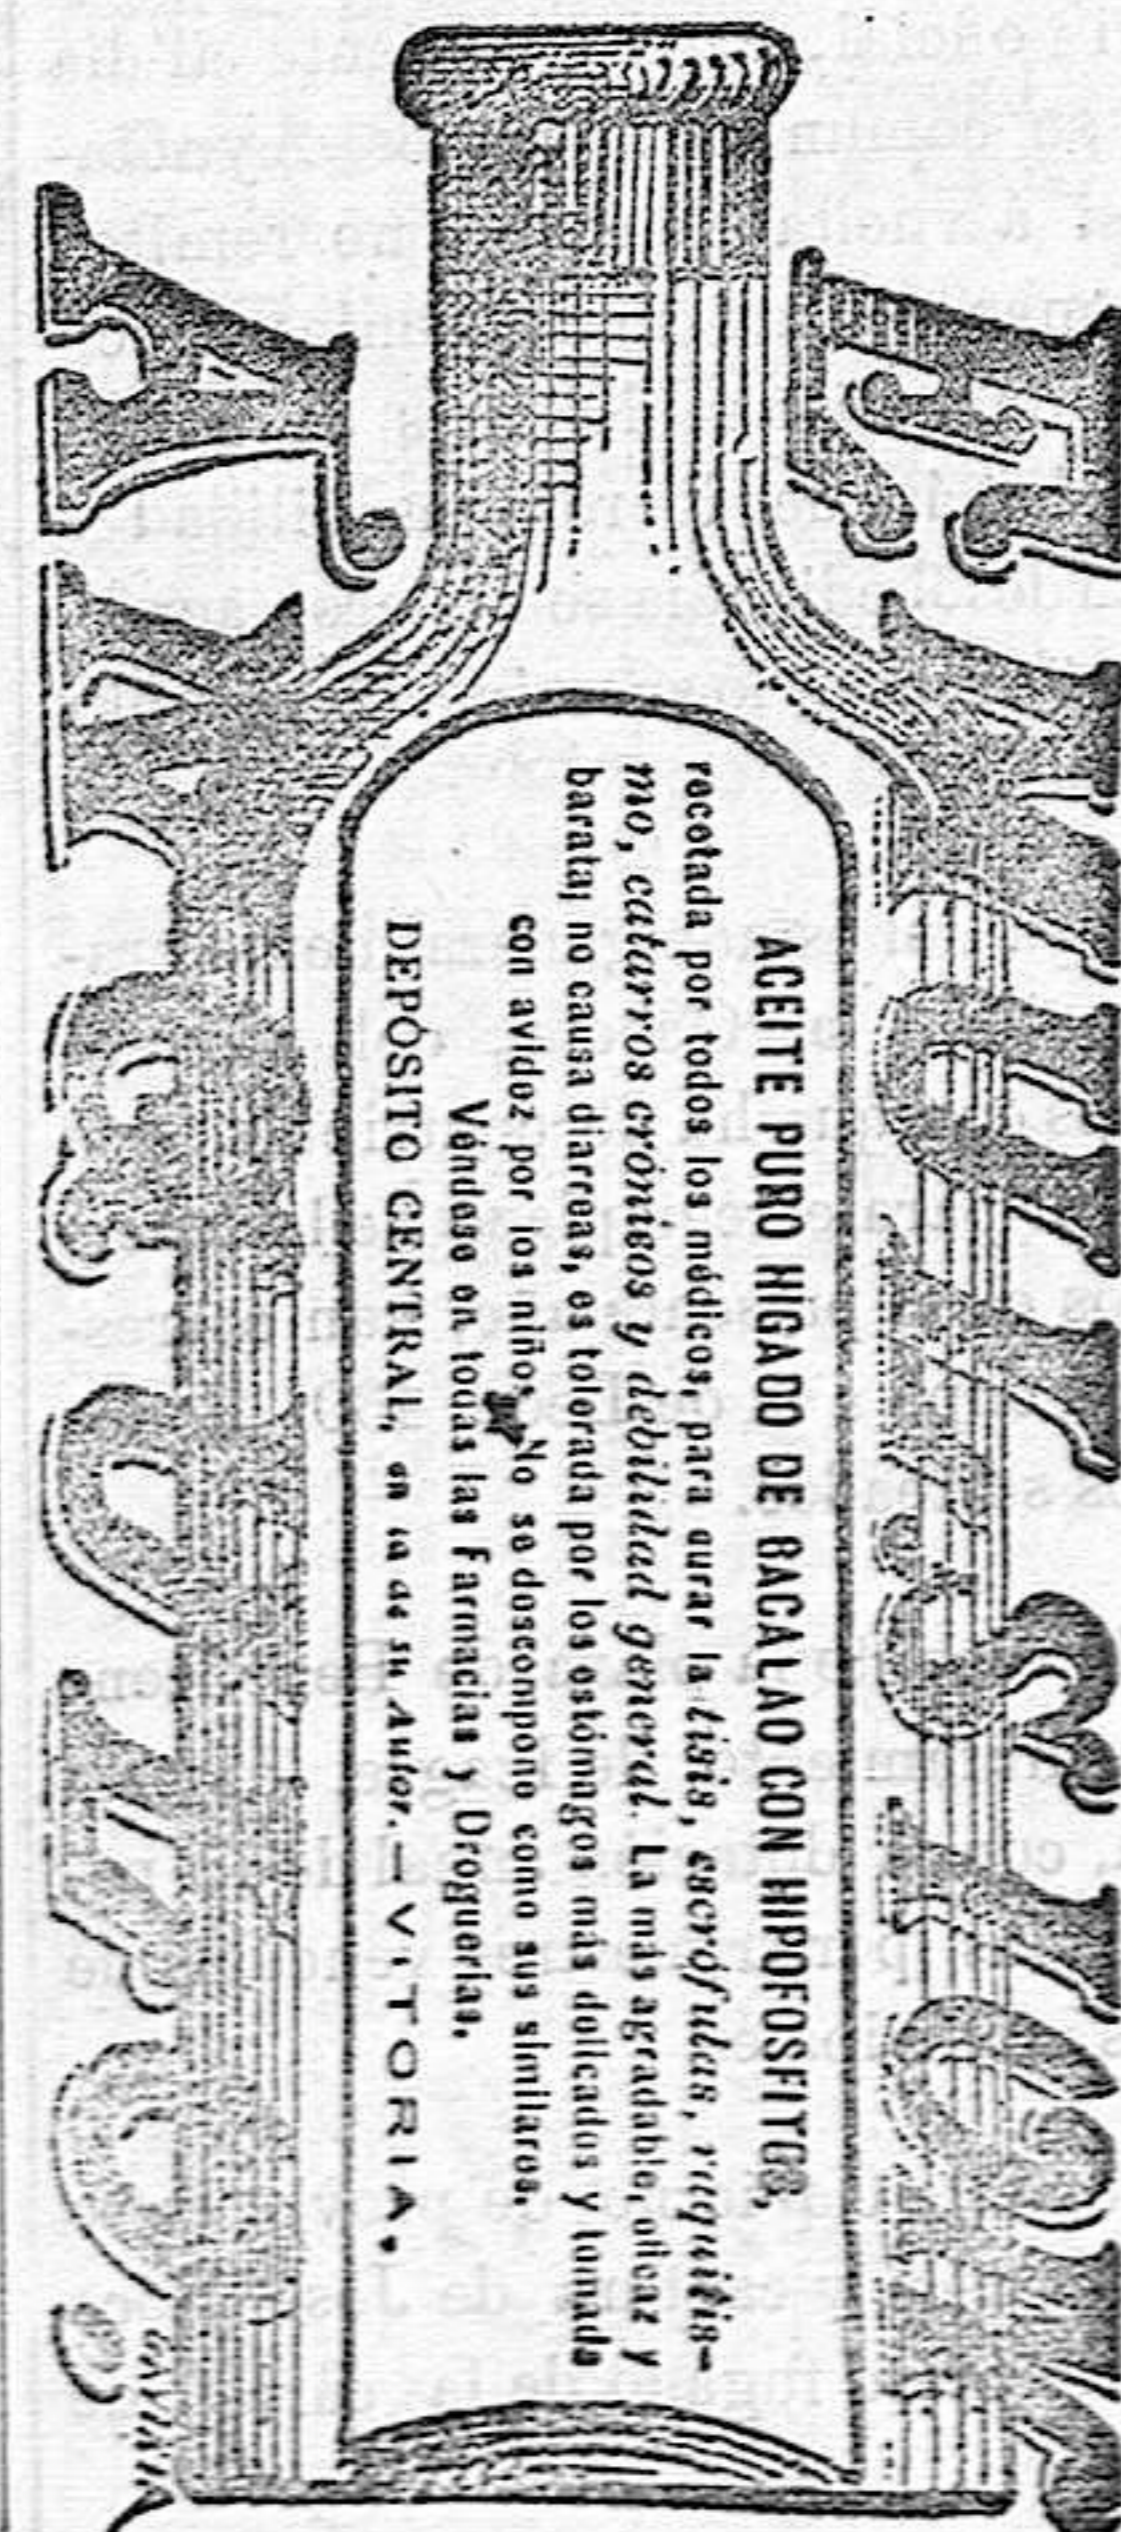 EMULSION
ACEITE PURO HIGADO DE BACALAO CON HIPOFOSFITOS,
recetada por todos los médicos, para curar la tisis, escrófulas, raquitis-
mo, catarros crónicos y debilidad general. La más agradable, eficaz y
barata; no causa diarreas, es tolerada por los estómagos más delicados y tomada
con avidez por los niños. No se descompone como sus similares.
Véndese en todas las Farmacias y Droguerías.
DEPÓSITO CENTRAL, en la de su Autor.—VITORIA.